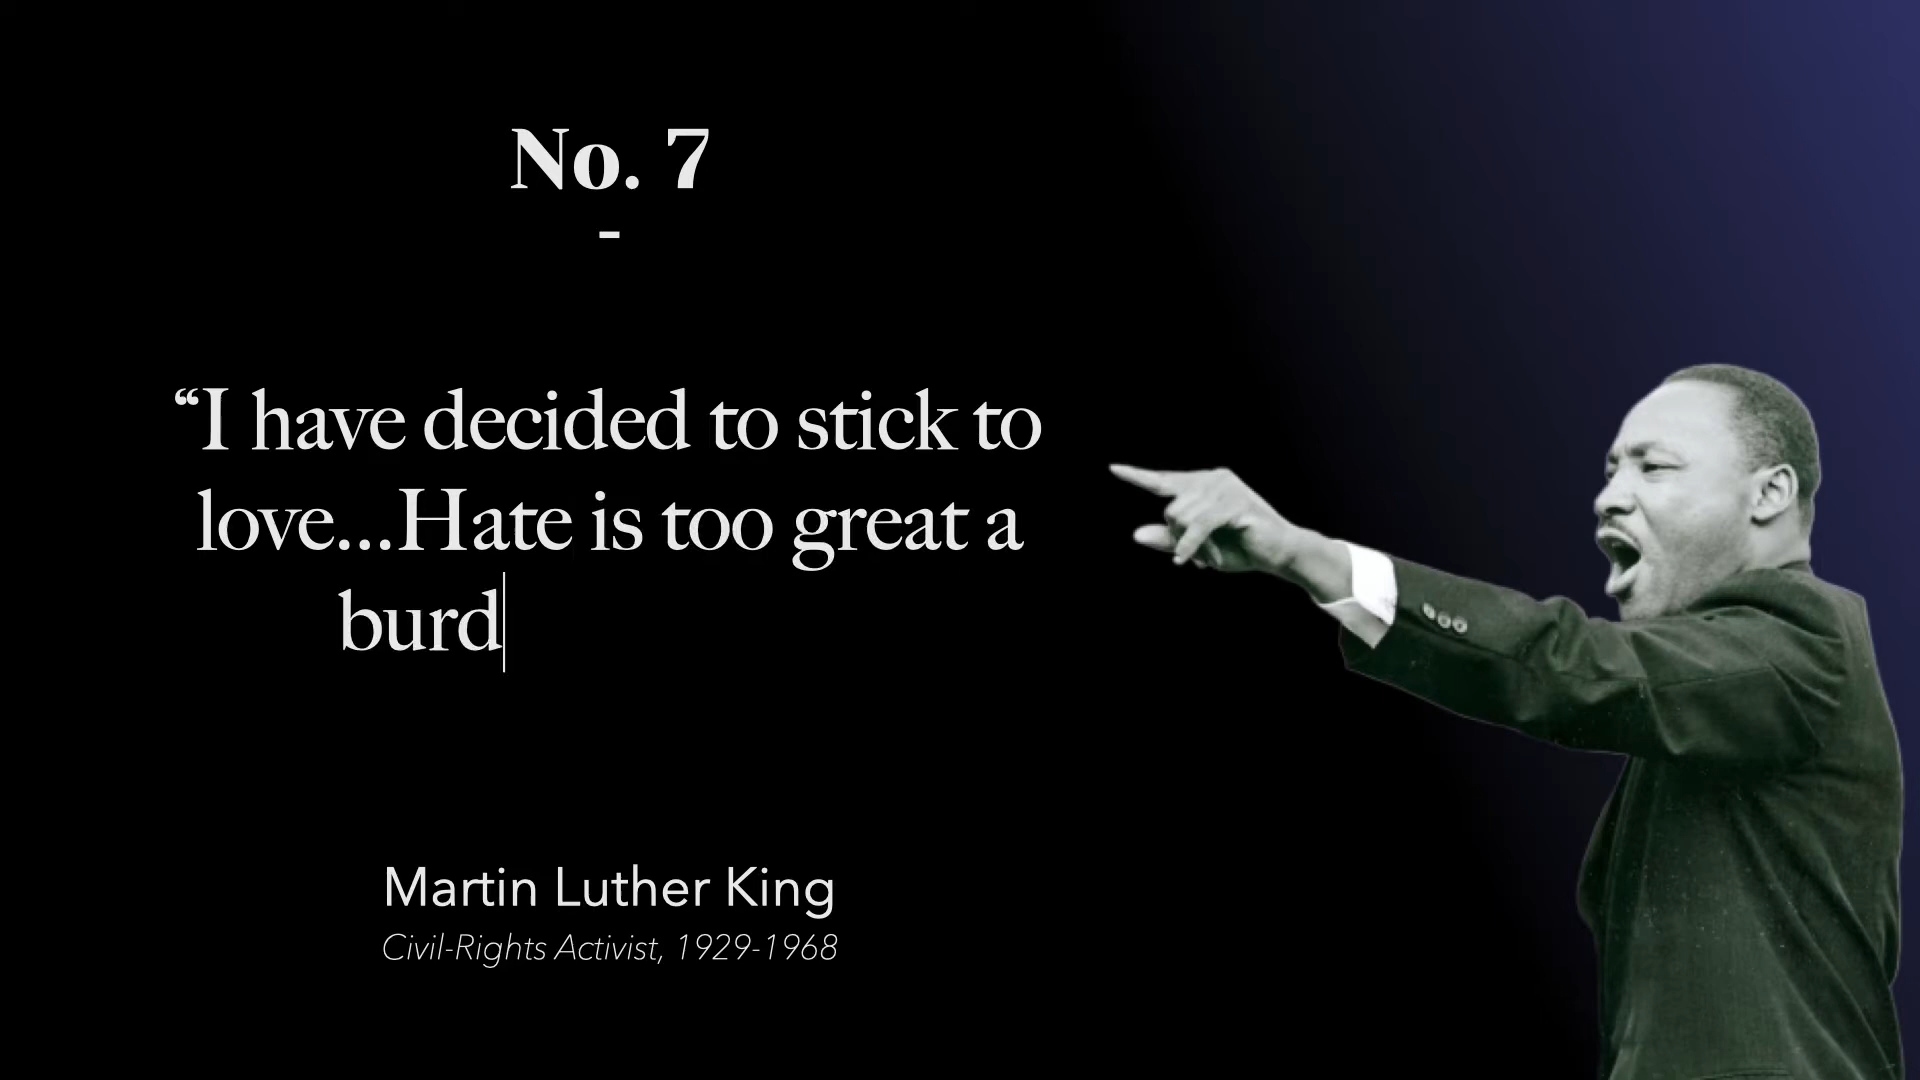 No. 7
-
“I have decided to stick to
love...Hate is too great a
burd
Martin Luther King
Civil-Rights Activist, 1929-1968